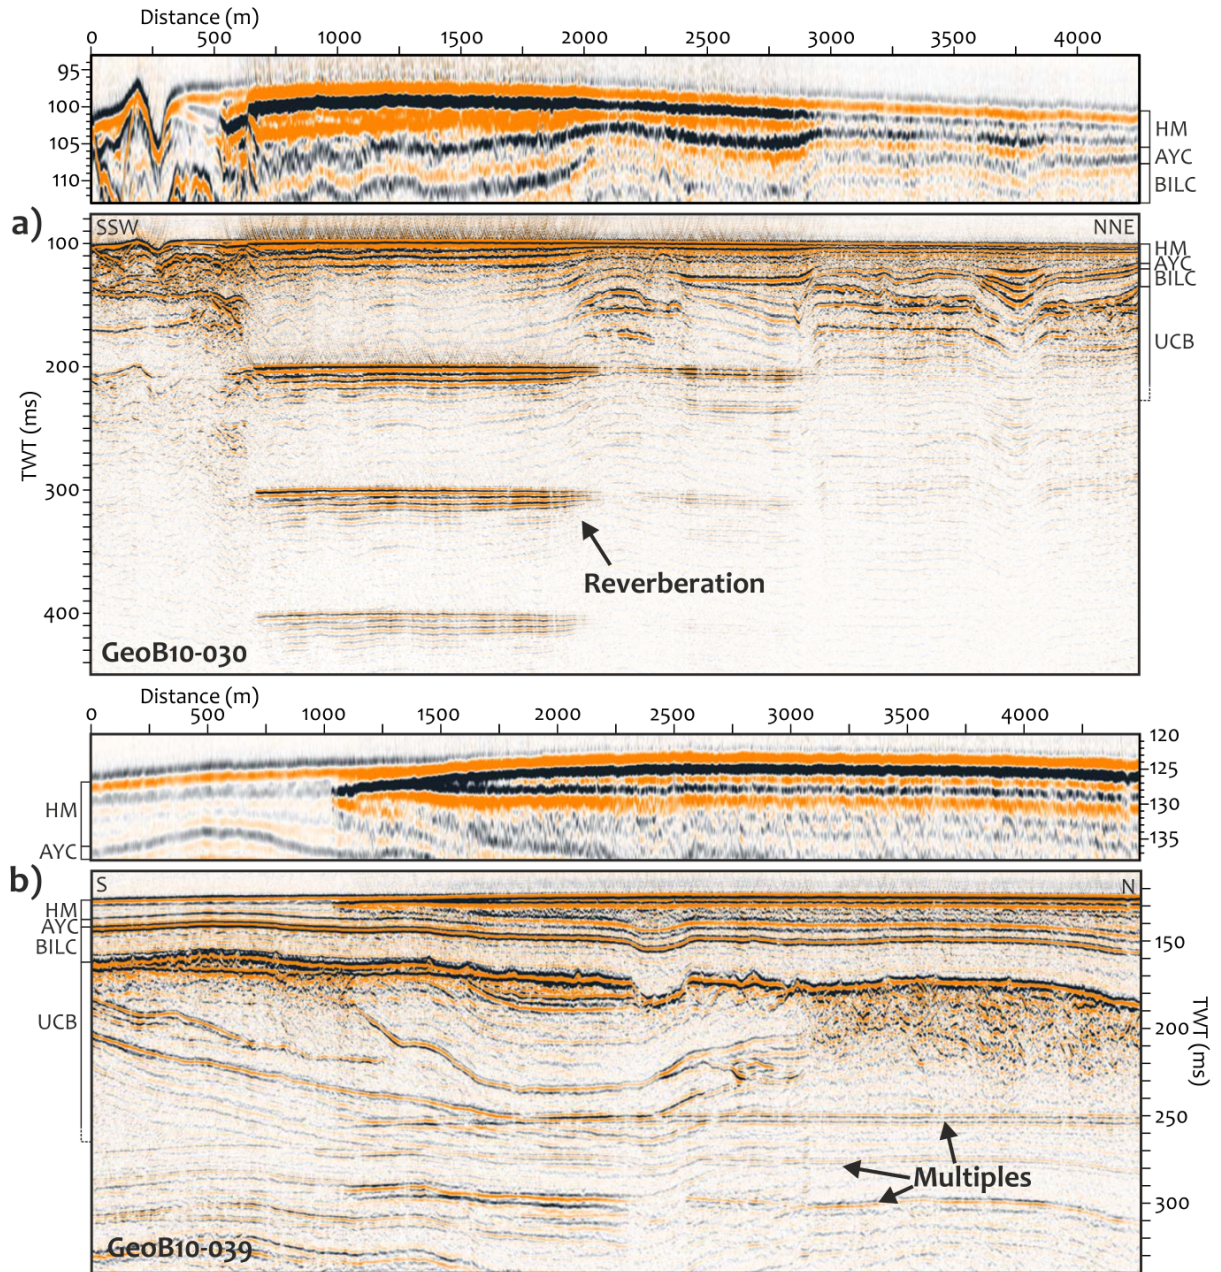 Distance (m)
0 500 1000 1500 2000 2500 3000 3500 4000
95
100
105
110
HM
AYC
BILC
a)
SSW NNE
100
200
300
400
TWT (ms)
HM
AYC
BILC
UCB
Reverberation
GeoB10-030
Distance (m)
0 500 1000 1500 2000 2500 3000 3500 4000
120
125
130
135
HM
AYC
b)
S N
HM
AYC
BILC
UCB
150
200
250
300
TWT (ms)
Multiples
GeoB10-039